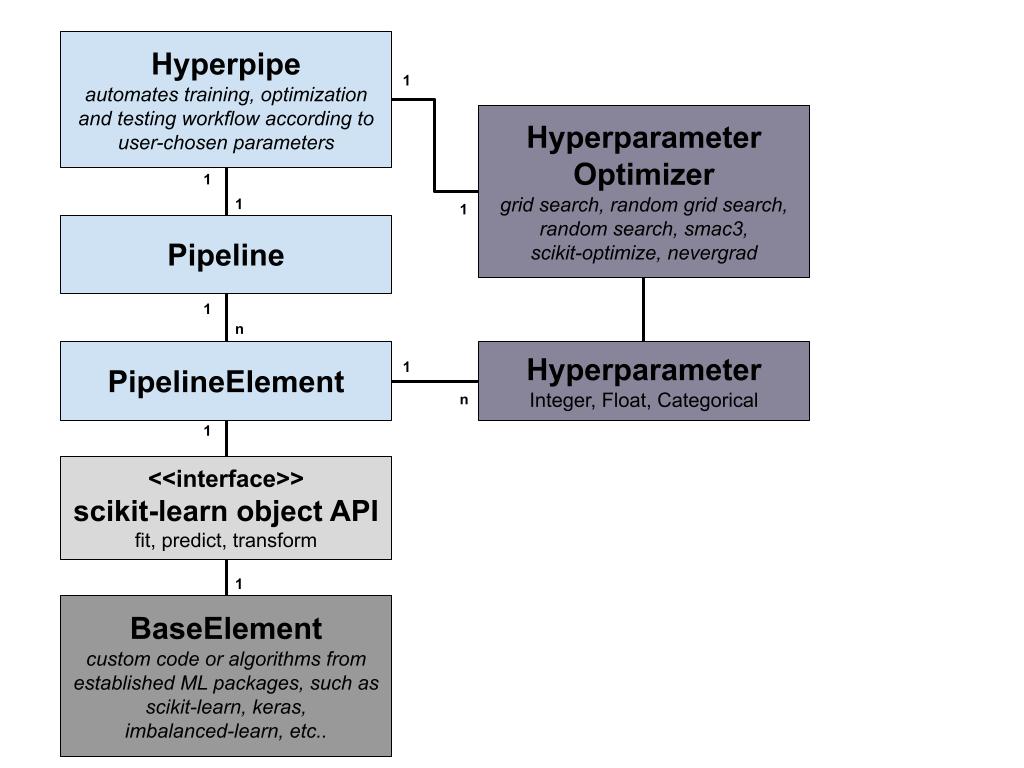 Hyperpipe
automates training, optimization
and testing workflow according to
user-chosen parameters
1
1
Hyperparameter
Optimizer
grid search, random grid search,
random search, smac3,
scikit-optimize, nevergrad
1
1
Pipeline
1
n
PipelineElement
1
n
Hyperparameter
Integer, Float, Categorical
1
<<interface>>
scikit-learn object API
fit, predict, transform
1
BaseElement
custom code or algorithms from
established ML packages, such as
scikit-learn, keras,
imbalanced-learn, etc..